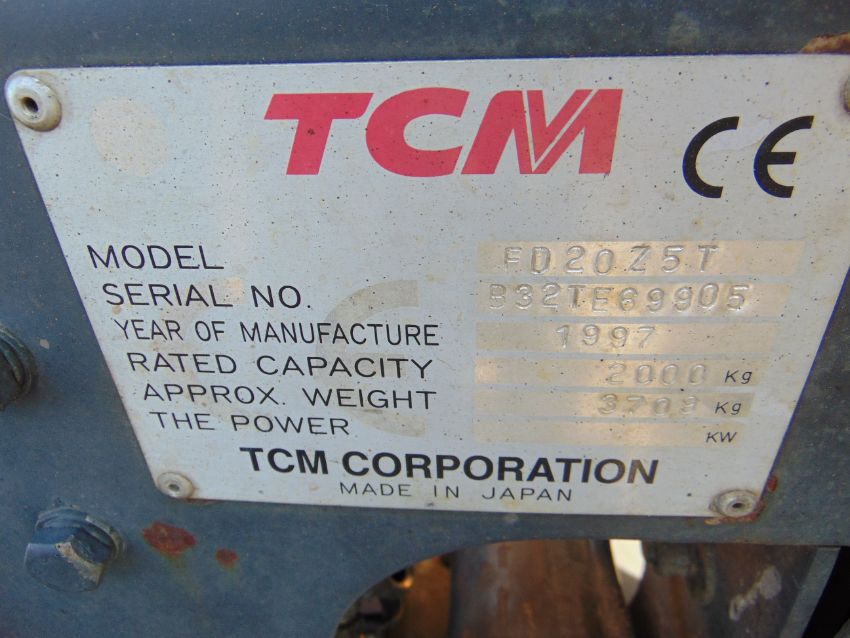 TCM CE
MODEL FD20Z5T
SERIAL NO. B32TE69905
YEAR OF MANUFACTURE 1997
RATED CAPACITY 2000 Kg
APPROX. WEIGHT Kg
THE POWER KW
TCM CORPORATION
MADE IN JAPAN